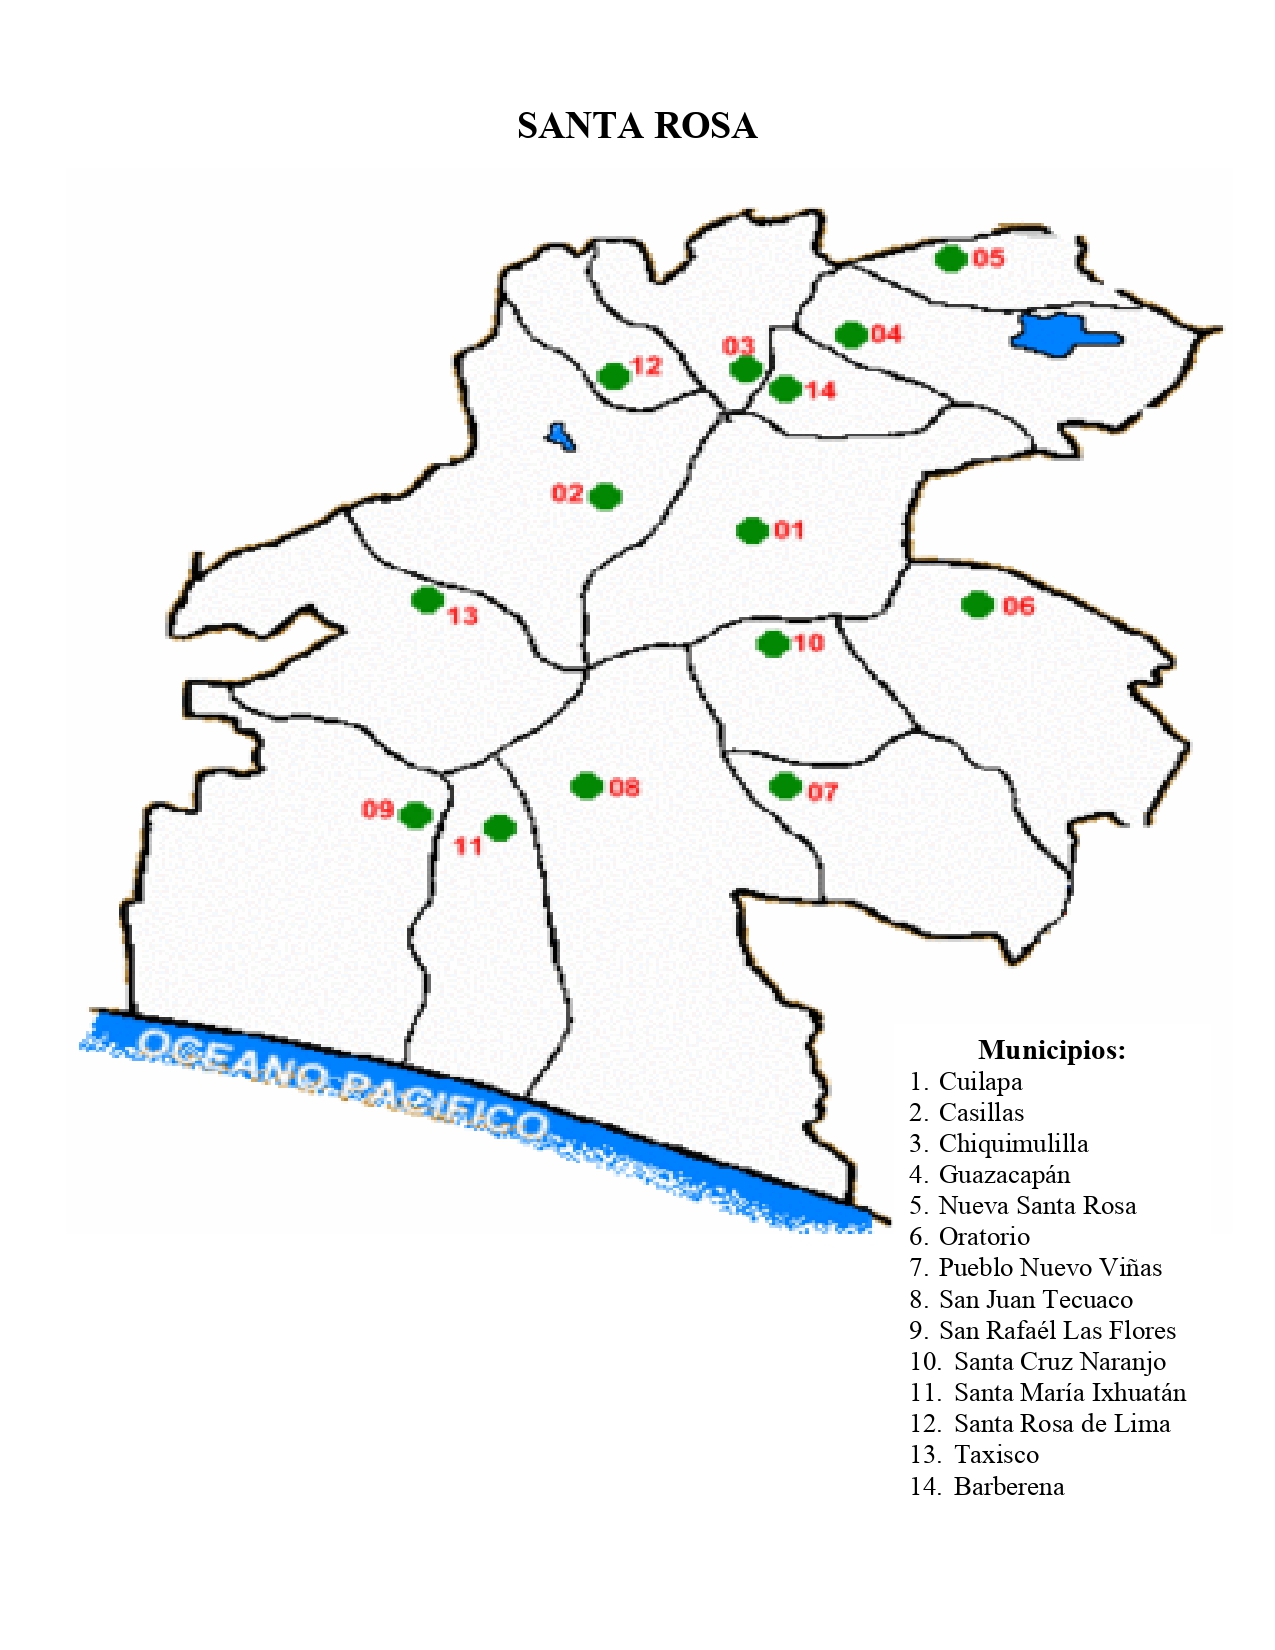 SANTA ROSA
05
04
03
12
14
02
01
13
06
10
08
07
09
11
OCEANO PACIFICO
Municipios:
1. Cuilapa
2. Casillas
3. Chiquimulilla
4. Guazacapán
5. Nueva Santa Rosa
6. Oratorio
7. Pueblo Nuevo Viñas
8. San Juan Tecuaco
9. San Rafaél Las Flores
10. Santa Cruz Naranjo
11. Santa María Ixhuatán
12. Santa Rosa de Lima
13. Taxisco
14. Barberena